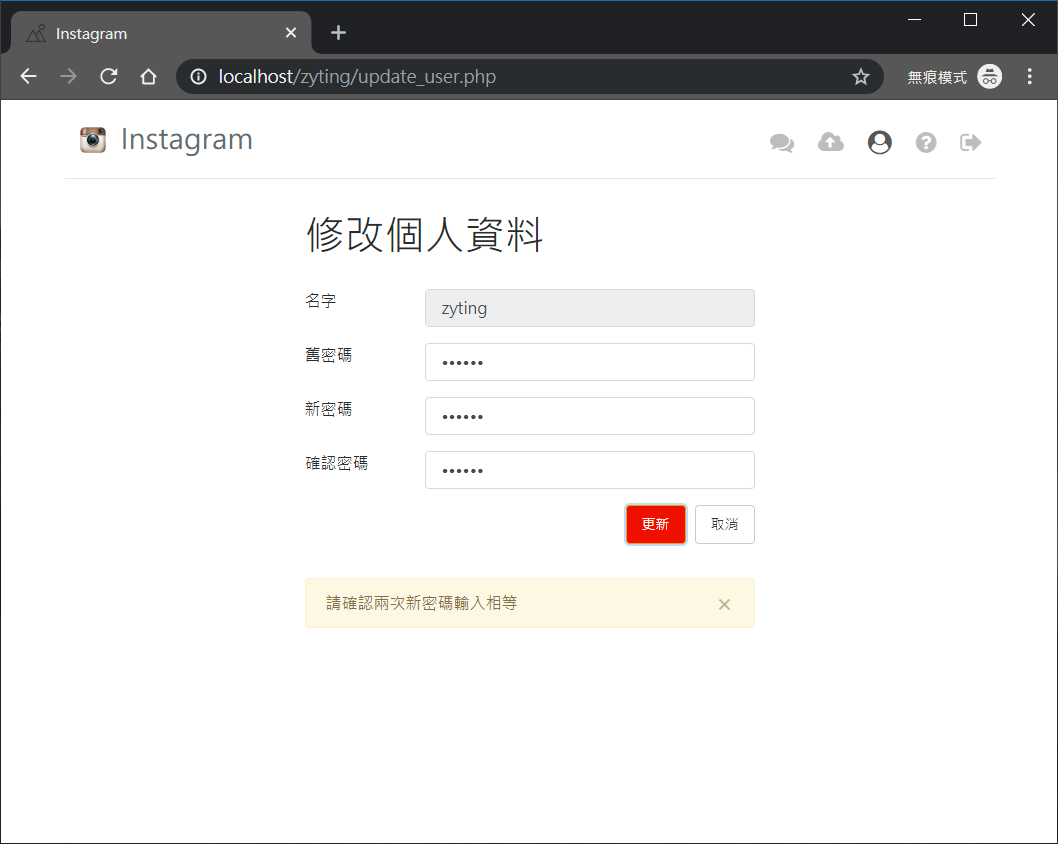 Instagram
localhost/zyting/update_user.php
無痕模式
Instagram
修改個人資料
名字
zyting
舊密碼
••••••
新密碼
••••••
確認密碼
••••••
更新 取消
請確認兩次新密碼輸入相等